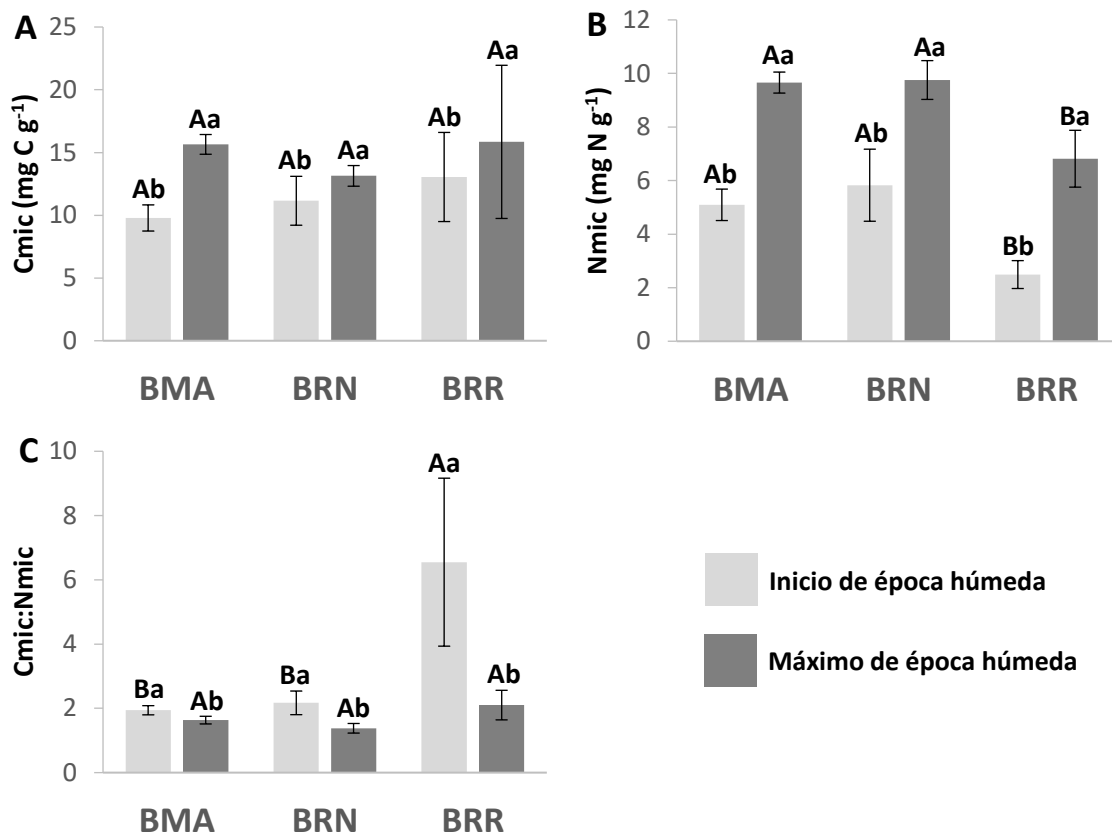 A
Cmic (mg C g-1)
25
20
15
10
5
0
Ab
Aa
Ab
Aa
Ab
Aa
BMA
BRN
BRR
B
Nmic (mg N g-1)
12
10
8
6
4
2
0
Ab
Aa
Ab
Aa
Bb
Ba
BMA
BRN
BRR
C
Cmic:Nmic
10
8
6
4
2
0
Ba
Ab
Ba
Ab
Aa
Ab
BMA
BRN
BRR
Inicio de época húmeda
Máximo de época húmeda